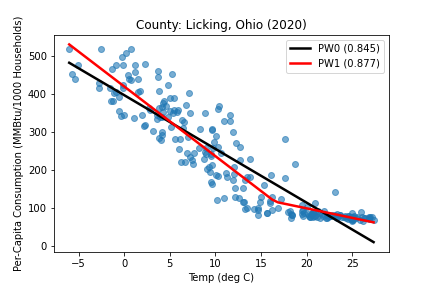 County: Licking, Ohio (2020)
PW0 (0.845)
PW1 (0.877)
Per-Capita Consumption (MMBtu/1000 Households)
500
400
300
200
100
0
−5 0 5 10 15 20 25
Temp (deg C)